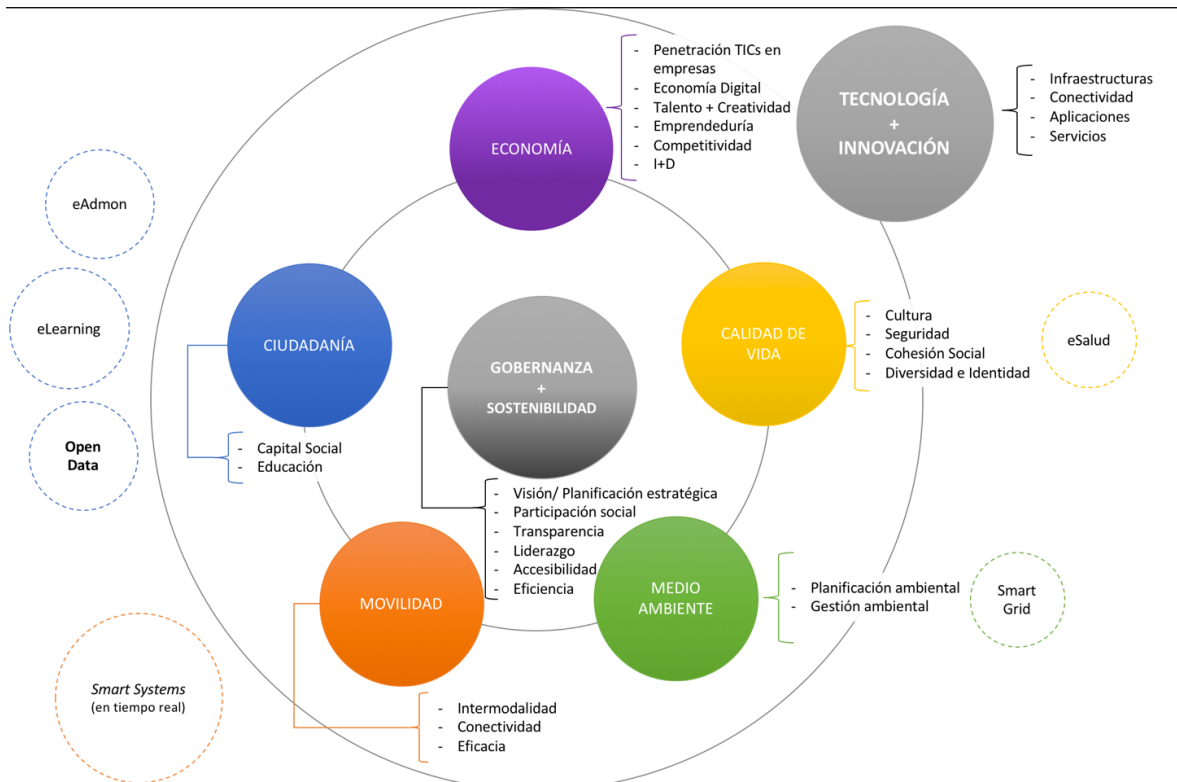 ECONOMÍA
- Penetración TICs en
empresas
- Economía Digital
- Talento + Creatividad
- Emprendeduría
- Competitividad
- I+D
TECNOLOGÍA
+
INNOVACIÓN
- Infraestructuras
- Conectividad
- Aplicaciones
- Servicios
eAdmon
eLearning
Open
Data
CIUDADANÍA
- Capital Social
- Educación
GOBERNANZA
+
SOSTENIBILIDAD
- Visión/ Planificación estratégica
- Participación social
- Transparencia
- Liderazgo
- Accesibilidad
- Eficiencia
CALIDAD DE
VIDA
- Cultura
- Seguridad
- Cohesión Social
- Diversidad e Identidad
eSalud
MOVILIDAD
- Intermodalidad
- Conectividad
- Eficacia
MEDIO
AMBIENTE
- Planificación ambiental
- Gestión ambiental
Smart
Grid
Smart Systems
(en tiempo real)